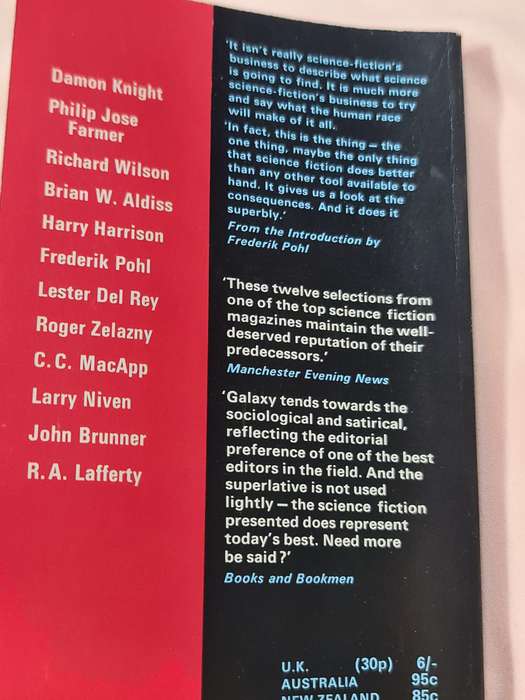 Damon Knight
Philip Jose
Farmer
Richard Wilson
Brian W. Aldiss
Harry Harrison
Frederik Pohl
Lester Del Rey
Roger Zelazny
C.C. MacApp
Larry Niven
John Brunner
R.A. Lafferty
'It isn't really science-fiction's
business to describe what science
is going to find. It is much more
science-fiction's business to try
and say what the human race
will make of it all.
'In fact, this is the thing – the
one thing, maybe the only thing
that science fiction does better
than any other tool available to
hand. It gives us a look at the
consequences. And it does it
superbly.'
From the Introduction by
Frederik Pohl
'These twelve selections from
one of the top science fiction
magazines maintain the well-
deserved reputation of their
predecessors.'
Manchester Evening News
'Galaxy tends towards the
sociological and satirical,
reflecting the editorial
preference of one of the best
editors in the field. And the
superlative is not used
lightly – the science fiction
presented does represent
today's best. Need more
be said?'
Books and Bookmen
U.K. (30p) 6/-
AUSTRALIA 95c
NEW ZEALAND 85c